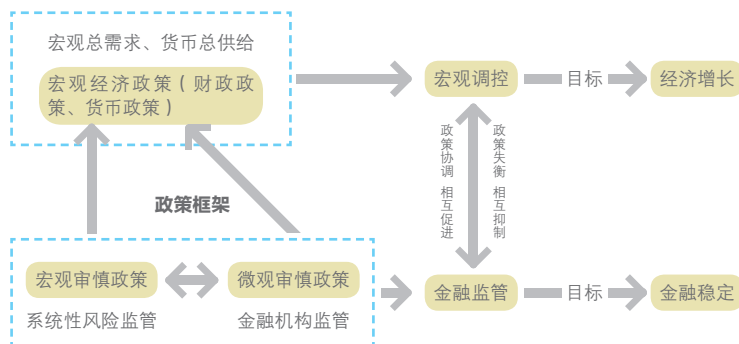 宏观总需求、货币总供给
宏观经济政策（财政政
策、货币政策）
宏观调控
目标
经济增长
政策协调 相互促进
政策失衡 相互抑制
政策框架
宏观审慎政策
微观审慎政策
金融监管
目标
金融稳定
系统性风险监管
金融机构监管